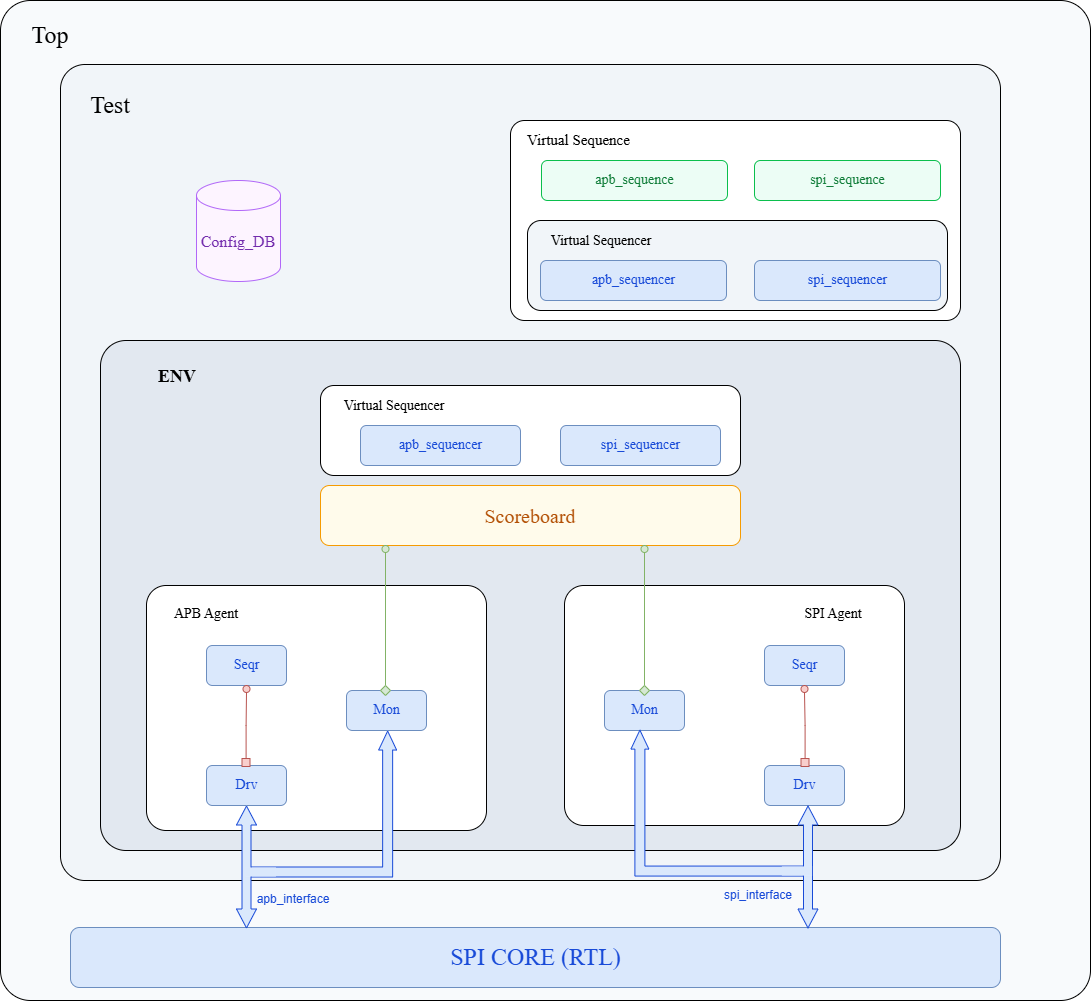 Top
Test
Virtual Sequence
apb_sequence
spi_sequence
Config_DB
Virtual Sequencer
apb_sequencer
spi_sequencer
ENV
Virtual Sequencer
apb_sequencer
spi_sequencer
Scoreboard
APB Agent
Seqr
Mon
Drv
SPI Agent
Seqr
Mon
Drv
apb_interface
spi_interface
SPI CORE (RTL)